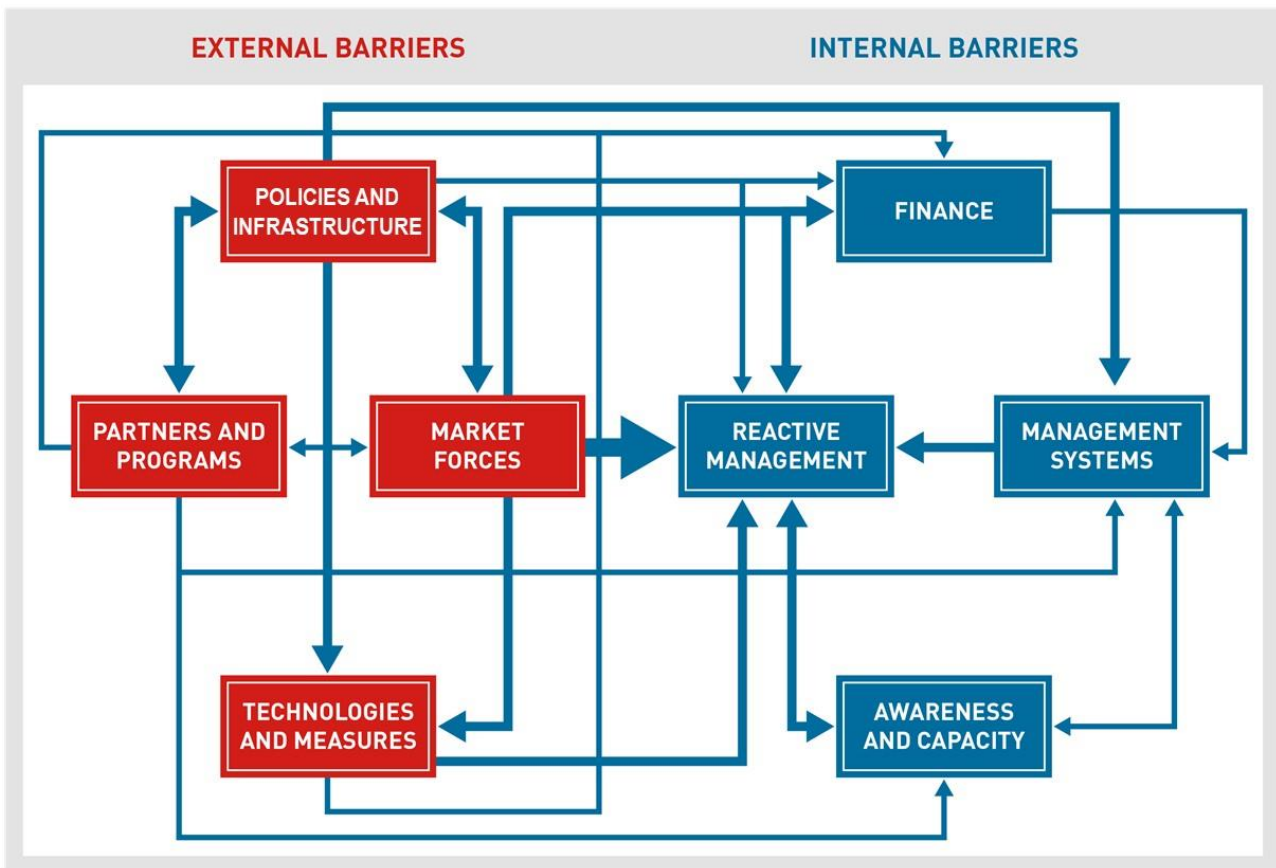 EXTERNAL BARRIERS
INTERNAL BARRIERS
POLICIES AND
INFRASTRUCTURE
FINANCE
PARTNERS AND
PROGRAMS
MARKET
FORCES
REACTIVE
MANAGEMENT
MANAGEMENT
SYSTEMS
TECHNOLOGIES
AND MEASURES
AWARENESS
AND CAPACITY